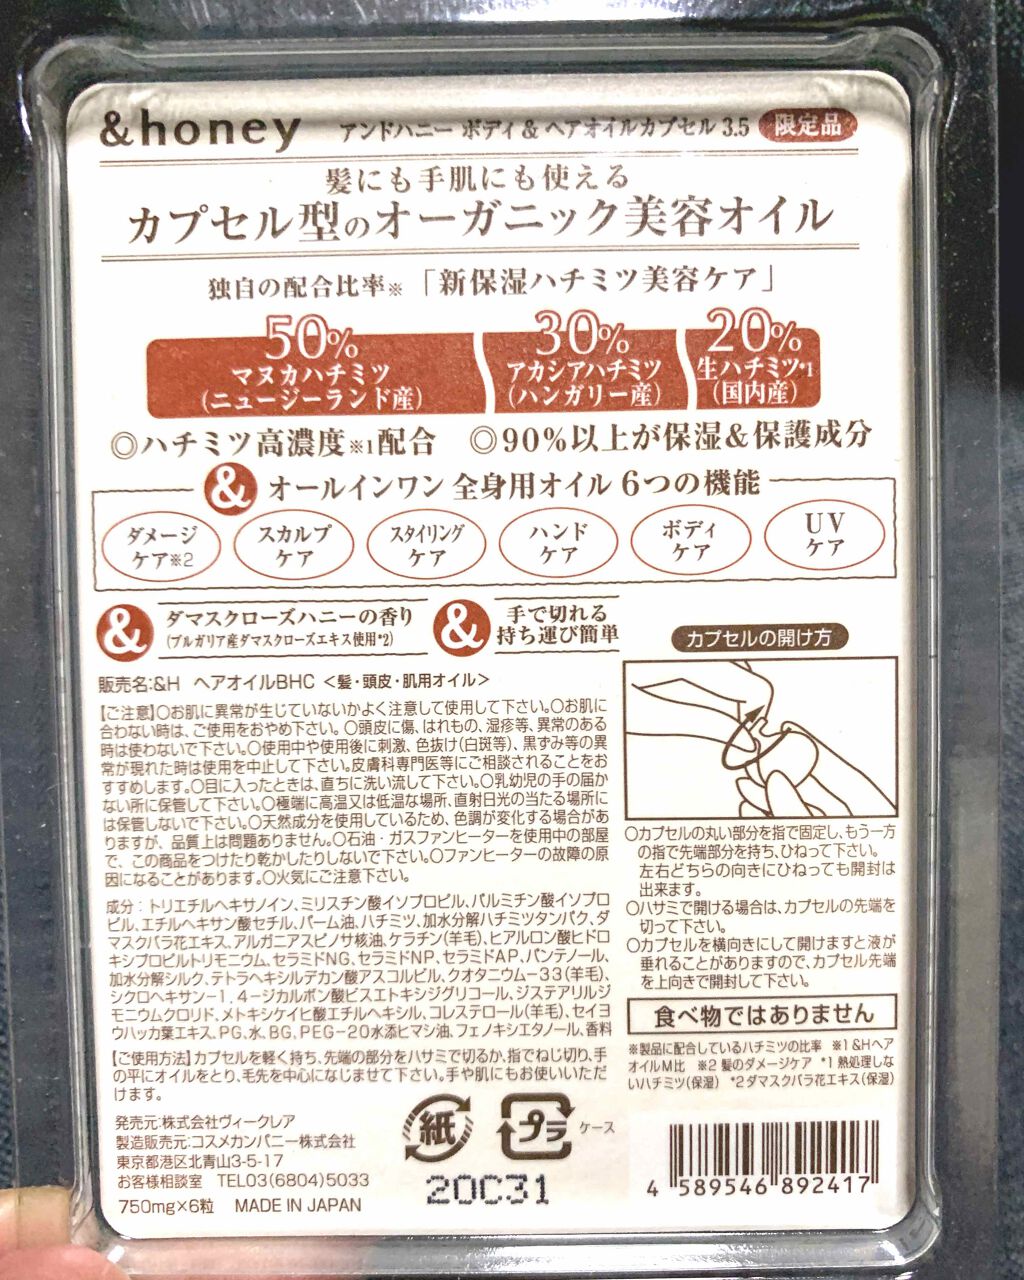 &honey アンドハニー ボディ&ヘアオイルカプセル 3.5 限定品
髪にも手肌にも使える
カプセル型のオーガニック美容オイル
独自の配合比率※「新保湿ハチミツ美容ケア」
50% 30% 20%
マヌカハチミツ アカシアハチミツ 生ハチミツ*1
(ニュージーランド産) (ハンガリー産) (国内産)
◎ハチミツ高濃度※1配合 ◎90%以上が保湿&保護成分
& オールインワン 全身用オイル 6つの機能
ダメージ スカルプ スタイリング ハンド ボディ UV
ケア※2 ケア ケア ケア ケア ケア
& ダマスクローズハニーの香り
(ブルガリア産ダマスクローズエキス使用*2)
& 手で切れる
持ち運び簡単
販売名:&H ヘアオイルBHC <髪・頭皮・肌用オイル>
【ご注意】○お肌に異常が生じていないかよく注意して使用して下さい。○お肌に
合わない時は、ご使用をおやめ下さい。○頭皮に傷、はれもの、湿疹等、異常のある
時は使わないで下さい。○使用中や使用後に刺激、色抜け(白斑等)、黒ずみ等の異
常が現れた時は使用を中止して下さい。皮膚科専門医等にご相談されることをお
すすめします。○目に入ったときは、直ちに洗い流して下さい。○乳幼児の手の届か
ない所に保管して下さい。○極端に高温又は低温な場所、直射日光の当たる場所に
は保管しないで下さい。○天然成分を使用しているため、色調が変化する場合があ
りますが、品質上は問題ありません。○石油・ガスファンヒーターを使用中の部屋
で、この商品をつけたり乾かしたりしないで下さい。○ファンヒーターの故障の原
因になることがあります。○火気にご注意下さい。
成分:トリエチルヘキサノイン、ミリスチン酸イソプロピル、パルミチン酸イソプロ
ピル、エチルヘキサン酸セチル、パーム油、ハチミツ、加水分解ハチミツタンパク、ダ
マスクバラ花エキス、アルガニアスピノサ核油、ケラチン(羊毛)、ヒアルロン酸ヒドロ
キシプロピルトリモニウム、セラミドNG、セラミドNP、セラミドAP、パンテノール、
加水分解シルク、テトラヘキシルデカン酸アスコルビル、クオタニウム-33(羊毛)、
シクロヘキサン-1,4-ジカルボン酸ビスエトキシジグリコール、ジステアリルジ
モニウムクロリド、メトキシケイヒ酸エチルヘキシル、コレステロール(羊毛)、セイヨ
ウハッカ葉エキス、PG、水、BG、PEG-20水添ヒマシ油、フェノキシエタノール、香料
【ご使用方法】カプセルを軽く持ち、先端の部分をハサミで切るか、指でねじ切り、手
の平にオイルをとり、毛先を中心になじませて下さい。手や肌にもお使いいただ
けます。
発売元:株式会社ヴィークレア
製造販売元:コスメカンパニー株式会社
東京都港区北青山3-5-17
お客様相談室 TEL03(6804)5033
750mg×6粒 MADE IN JAPAN
紙 プラ ケース
20C31
カプセルの開け方
○カプセルの丸い部分を指で固定し、もう一方
の指で先端部分を持ち、ひねって下さい。
左右どちらの向きにひねっても開封は
出来ます。
○ハサミで開ける場合は、カプセルの先端を
切って下さい。
○カプセルを横向きにして開けますと液が
垂れることがありますので、カプセル先端
を上向きで開封して下さい。
食べ物ではありません
※製品に配合しているハチミツの比率 ※1 &Hヘア
オイルM比 ※2 髪のダメージケア *1 熱処理しな
いハチミツ(保湿) *2 ダマスクバラ花エキス(保湿)
4 589546 892417